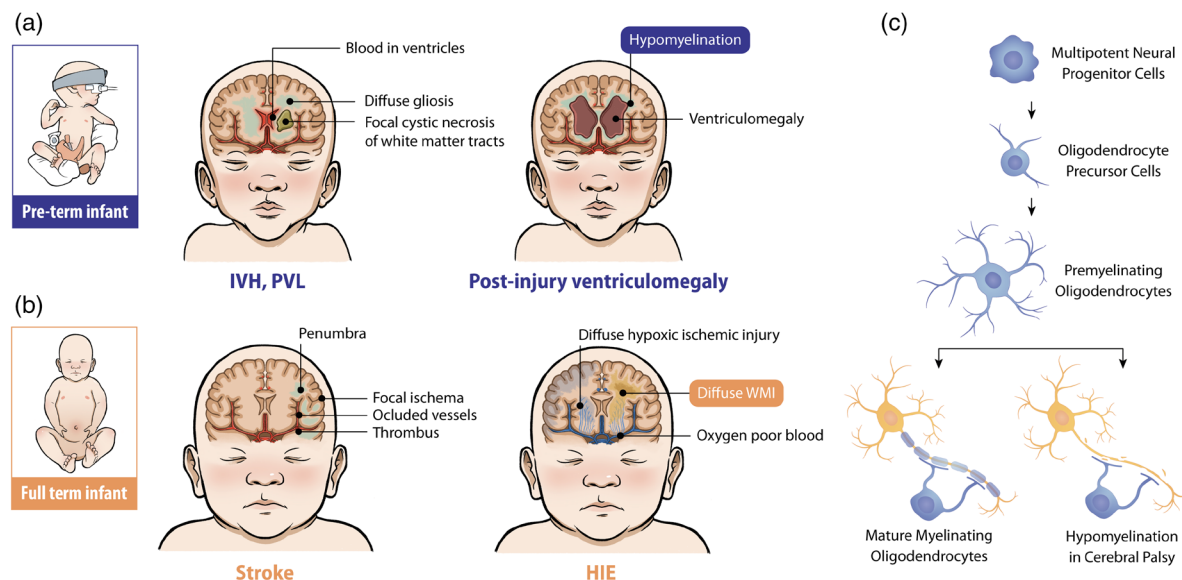 (a)
Pre-term infant
Blood in ventricles
Diffuse gliosis
Focal cystic necrosis
of white matter tracts
IVH, PVL
Hypomyelination
Ventriculomegaly
Post-injury ventriculomegaly
(b)
Full term infant
Penumbra
Focal ischemia
Ocluded vessels
Thrombus
Stroke
Diffuse hypoxic ischemic injury
Diffuse WMI
Oxygen poor blood
HIE
(c)
Multipotent Neural
Progenitor Cells
Oligodendrocyte
Precursor Cells
Premyelinating
Oligodendrocytes
Mature Myelinating
Oligodendrocytes
Hypomyelination
in Cerebral Palsy